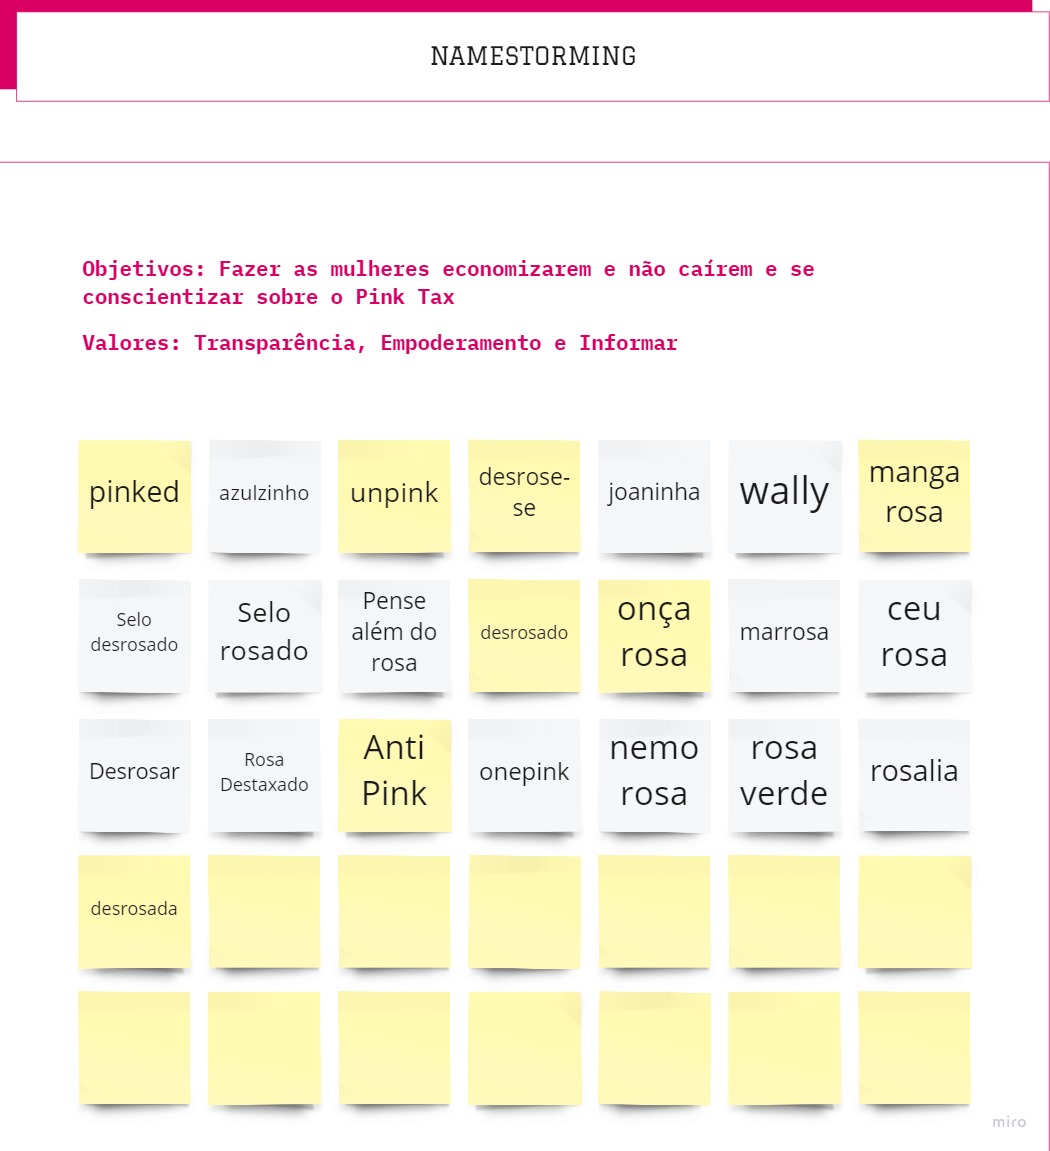 NAMESTORMING
Objetivos: Fazer as mulheres economizarem e não caírem e se
conscientizar sobre o Pink Tax
Valores: Transparência, Empoderamento e Informar
pinked
azulzinho
unpink
desrose-
se
joaninha
wally
manga
rosa
Selo
desrosado
Selo
rosado
Pense
além do
rosa
desrosado
onça
rosa
marrosa
ceu
rosa
Desrosar
Rosa
Destaxado
Anti
Pink
onepink
nemo
rosa
rosa
verde
rosalia
desrosada
miro